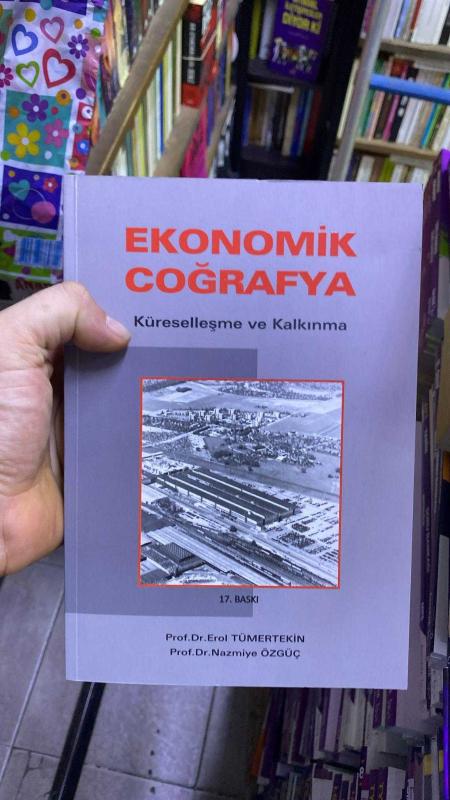 EKONOMİK
COĞRAFYA
Küreselleşme ve Kalkınma
17. BASKI
Prof.Dr.Erol TÜMERTEKİN
Prof.Dr.Nazmiye ÖZGÜÇ